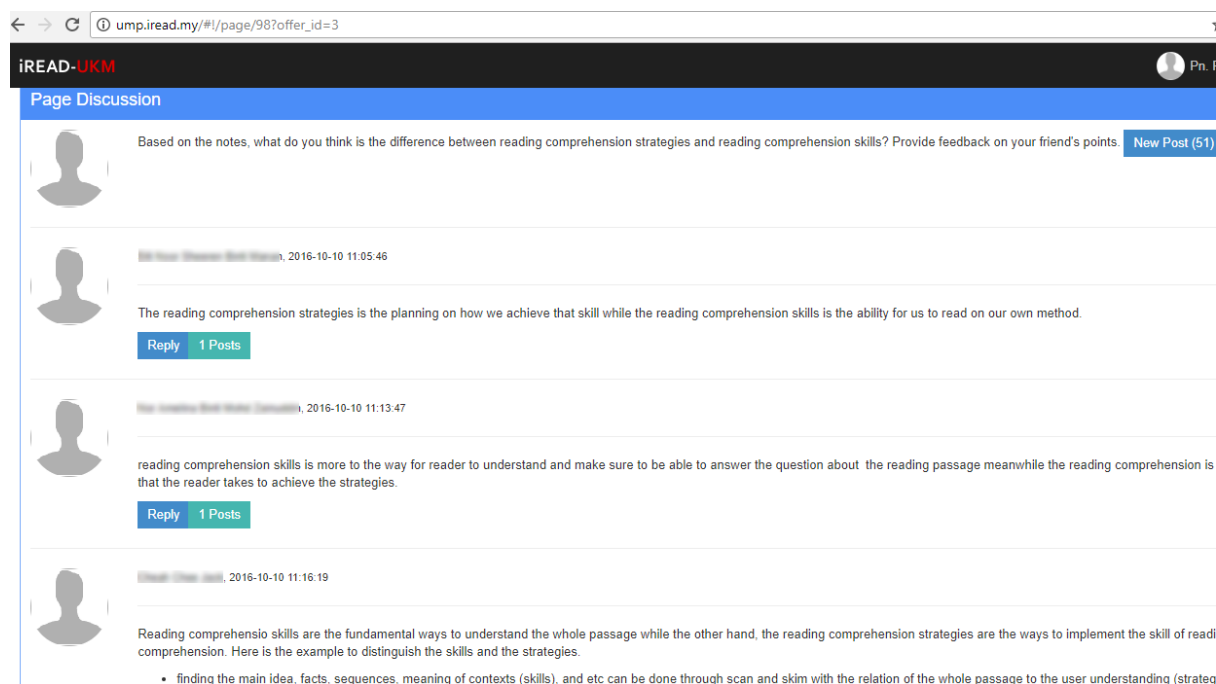 ump.iread.my/#!/page/98?offer_id=3
iREAD-UKM
Pn.
Page Discussion
Based on the notes, what do you think is the difference between reading comprehension strategies and reading comprehension skills? Provide feedback on your friend's points. New Post (51)
, 2016-10-10 11:05:46
The reading comprehension strategies is the planning on how we achieve that skill while the reading comprehension skills is the ability for us to read on our own method.
Reply 1 Posts
, 2016-10-10 11:13:47
reading comprehension skills is more to the way for reader to understand and make sure to be able to answer the question about the reading passage meanwhile the reading comprehension is
that the reader takes to achieve the strategies.
Reply 1 Posts
, 2016-10-10 11:16:19
Reading comprehensio skills are the fundamental ways to understand the whole passage while the other hand, the reading comprehension strategies are the ways to implement the skill of readi
comprehension. Here is the example to distinguish the skills and the strategies.
• finding the main idea, facts, sequences, meaning of contexts (skills), and etc can be done through scan and skim with the relation of the whole passage to the user understanding (strateg